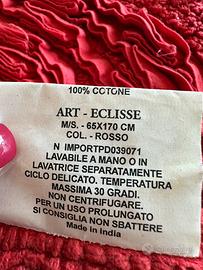 100% CCTONE
ART - ECLISSE
M/S. - 65X170 CM
COL. - ROSSO
N IMPORTPD039071
LAVABILE A MANO O IN
LAVATRICE SEPARATAMENTE
CICLO DELICATO. TEMPERATURA
MASSIMA 30 GRADI.
NON CENTRIFUGARE.
PER UN USO PROLUNGATO
SI CONSIGLIA NON SBATTERE
Made in India